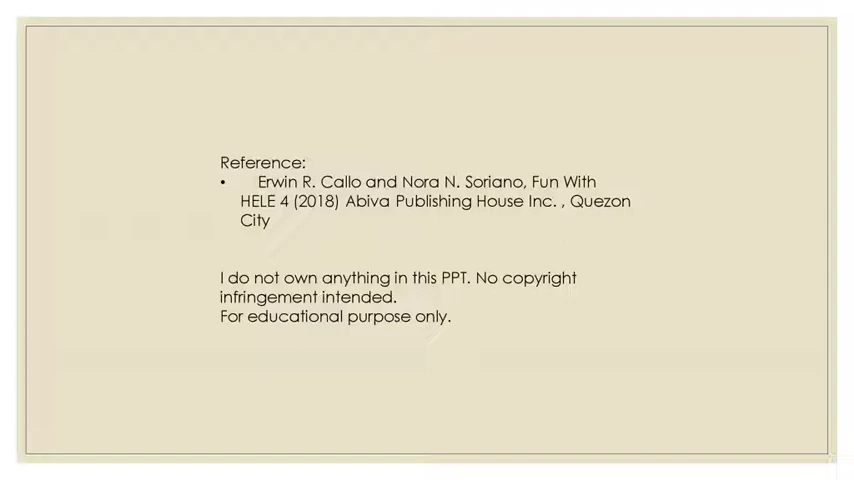 Reference:
• Erwin R. Callo and Nora N. Soriano, Fun With
HELE 4 (2018) Abiva Publishing House Inc. , Quezon
City
I do not own anything in this PPT. No copyright
infringement intended.
For educational purpose only.